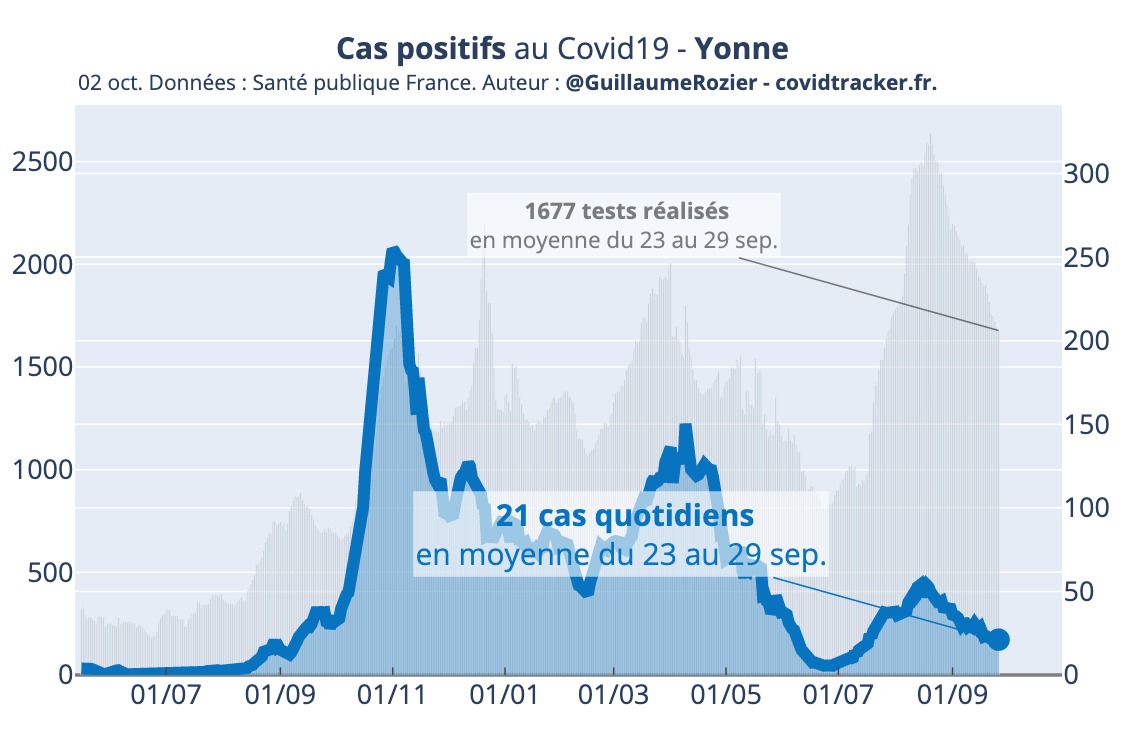 Cas positifs au Covid19 - Yonne
02 oct. Données : Santé publique France. Auteur : @GuillaumeRozier - covidtracker.fr.
2500
2000
1500
1000
500
0
300
250
200
150
100
50
0
1677 tests réalisés
en moyenne du 23 au 29 sep.
21 cas quotidiens
en moyenne du 23 au 29 sep.
01/07 01/09 01/11 01/01 01/03 01/05 01/07 01/09